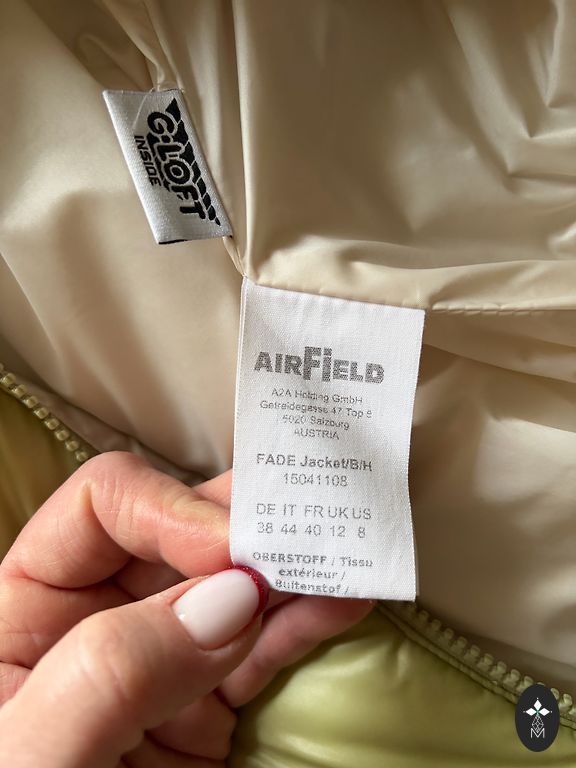 G-LOFT
INSIDE
AIRFIELD
A2A Holding GmbH
Getreidegasse 47 Top 8
5020 Salzburg
AUSTRIA
FADE Jacket/B/H
15041108
DE IT FR UK US
38 44 40 12 8
OBERSTOFF / Tissu
extérieur /
Buitenstof /
M